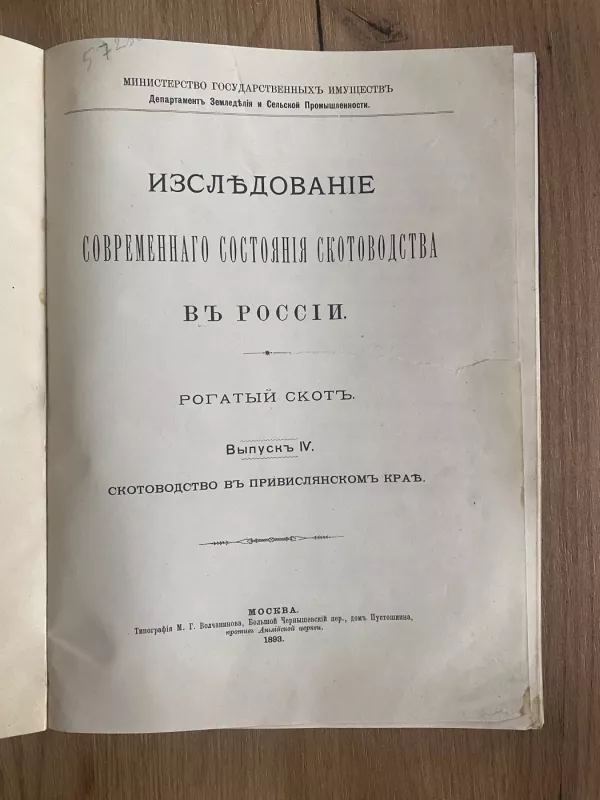 МИНИСТЕРСТВО ГОСУДАРСТВЕННЫХЪ ИМУЩЕСТВЪ
Департаментъ Земледѣлія и Сельской Промышленности.
ИЗСЛѢДОВАНІЕ
СОВРЕМЕННАГО СОСТОЯНІЯ СКОТОВОДСТВА
ВЪ РОССІИ.
РОГАТЫЙ СКОТЪ.
Выпускъ IV.
СКОТОВОДСТВО ВЪ ПРИВИСЛЯНСКОМЪ КРАѢ.
МОСКВА.
Типографія М. Г. Волчанинова, Большой Чернышевскій пер., домъ Пустошкина,
противъ Англійской церкви.
1893.